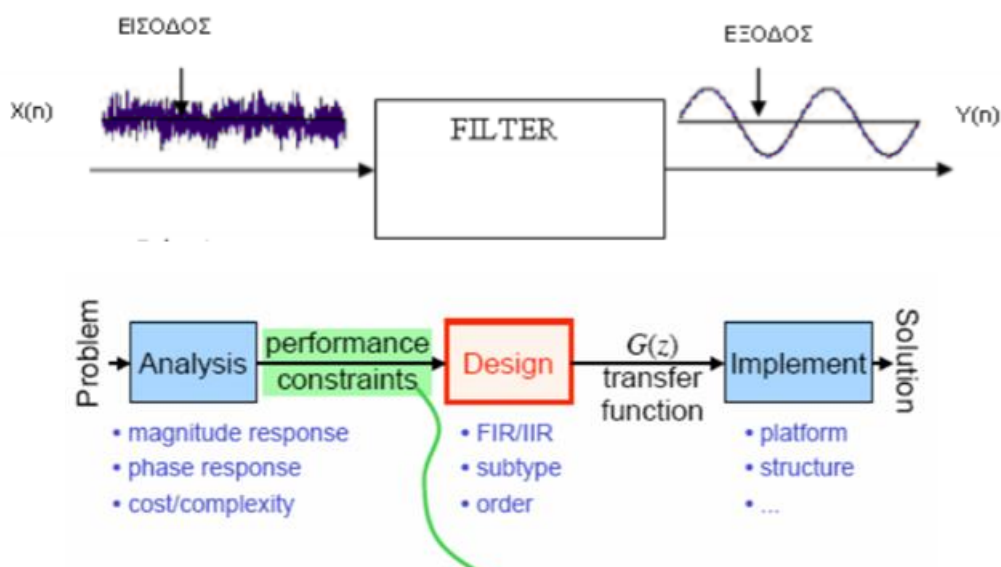 ΕΙΣΟΔΟΣ
ΕΞΟΔΟΣ
X(n)
FILTER
Y(n)
Problem
Analysis
performance
constraints
Design
G(z)
transfer
function
Implement
Solution
• magnitude response
• phase response
• cost/complexity
• FIR/IIR
• subtype
• order
• platform
• structure
• ...